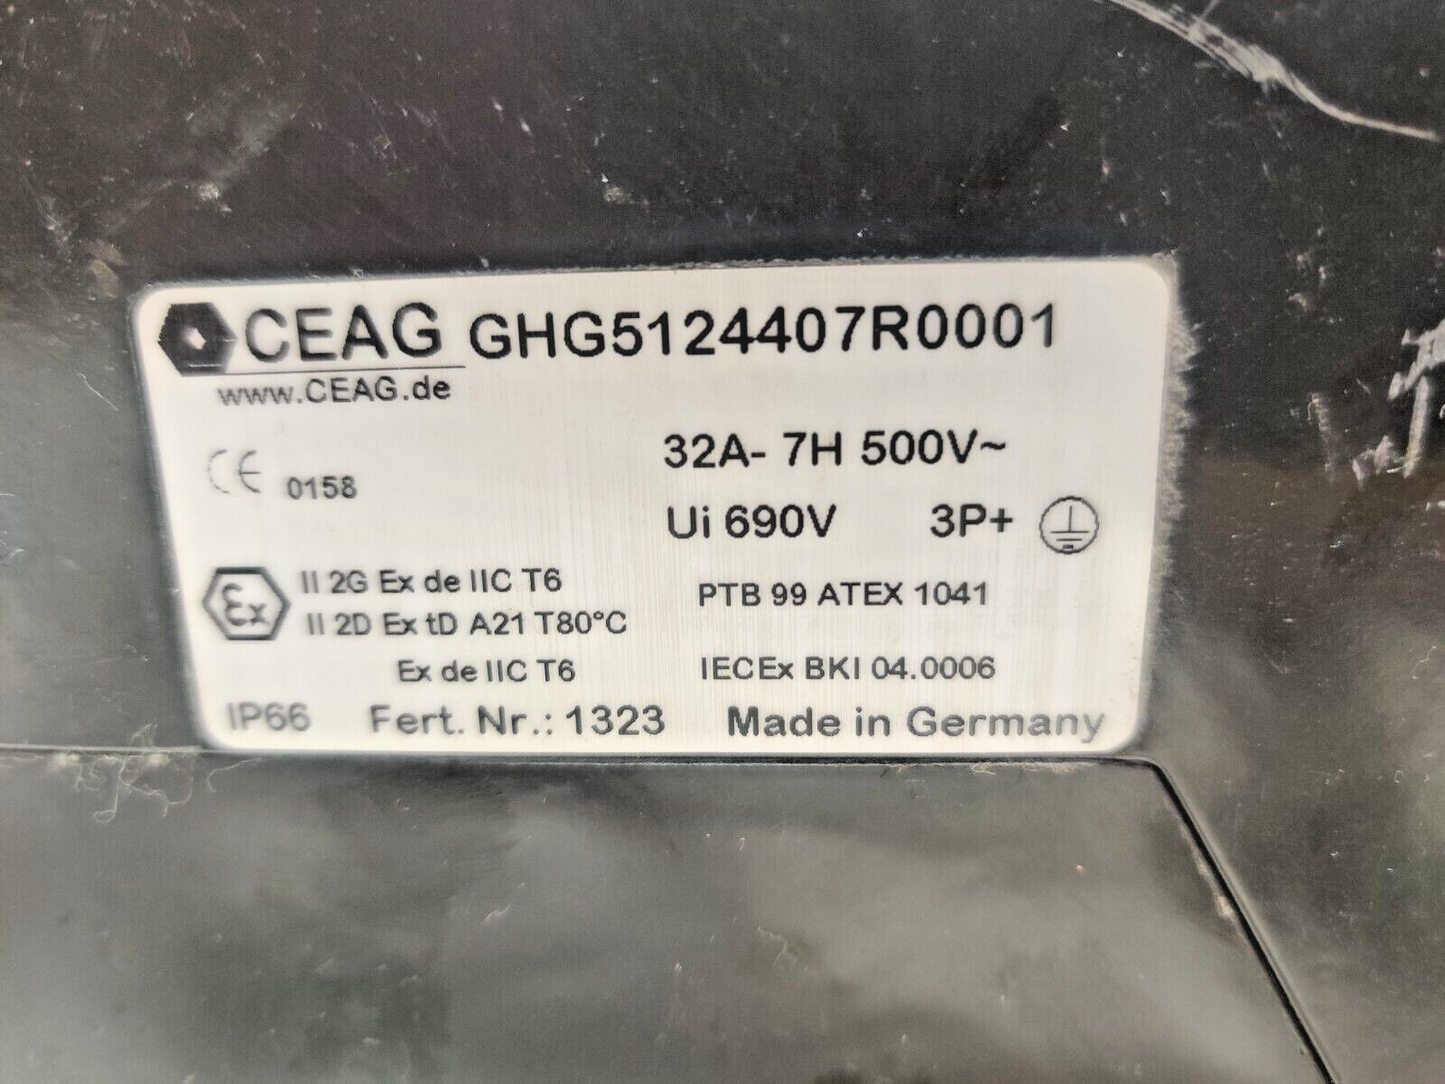 CEAG GHG5124407R0001
www.CEAG.de
32A- 7H 500V~
CE 0158
Ui 690V 3P+
Ex II 2G Ex de IIC T6 PTB 99 ATEX 1041
II 2D Ex tD A21 T80°C
Ex de IIC T6 IECEx BKI 04.0006
IP66 Fert. Nr.: 1323 Made in Germany